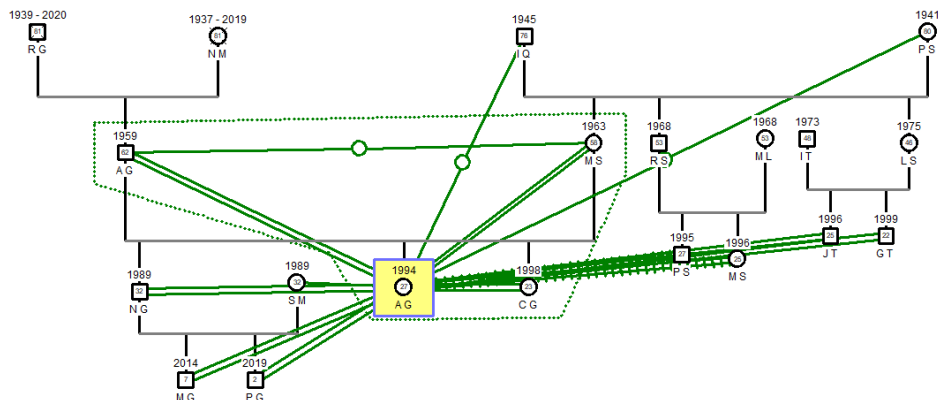 1939 - 2020
81
R G
1937 - 2019
81
N M
1945
76
I Q
1941
80
P S
1959
62
A G
1963
58
M S
1968
53
R S
1968
53
M L
1973
48
I T
1975
46
L S
1989
32
N G
1989
32
S M
1994
27
A G
1998
23
C G
1995
27
P S
1996
25
M S
1996
25
J T
1999
22
G T
2014
7
M G
2019
2
P G